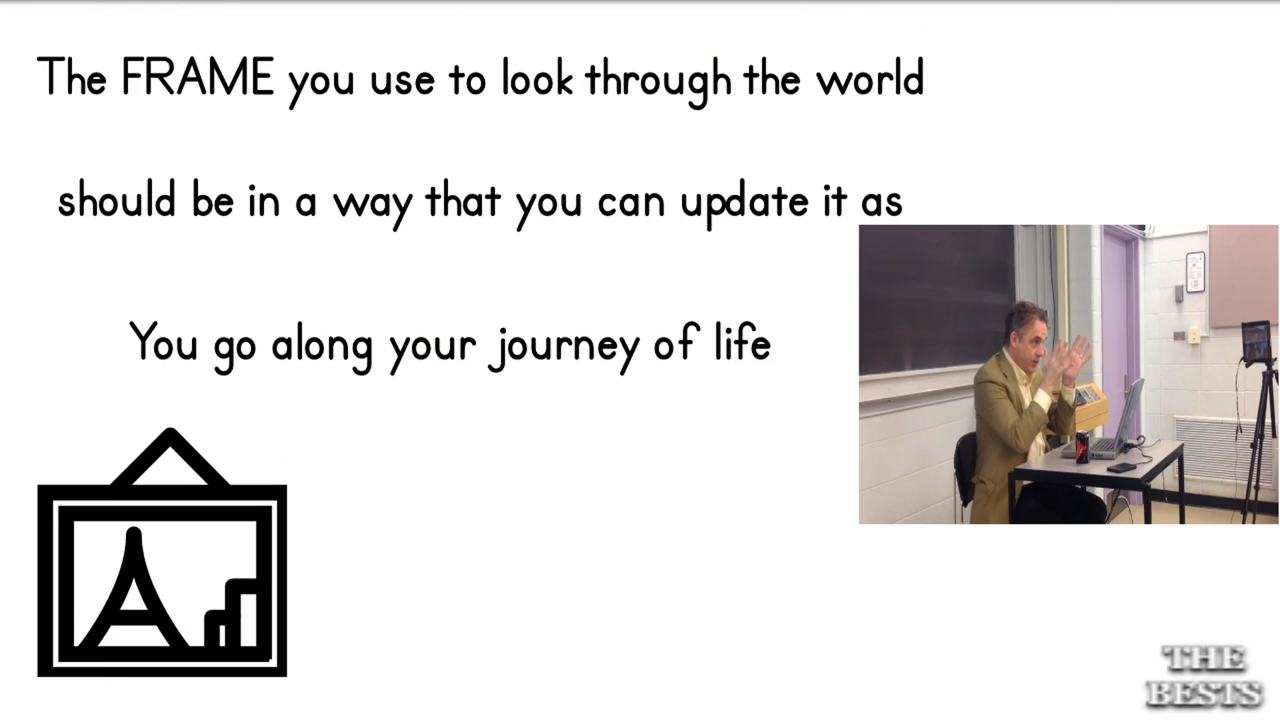 The FRAME you use to look through the world
should be in a way that you can update it as
You go along your journey of life
THE
BESTS